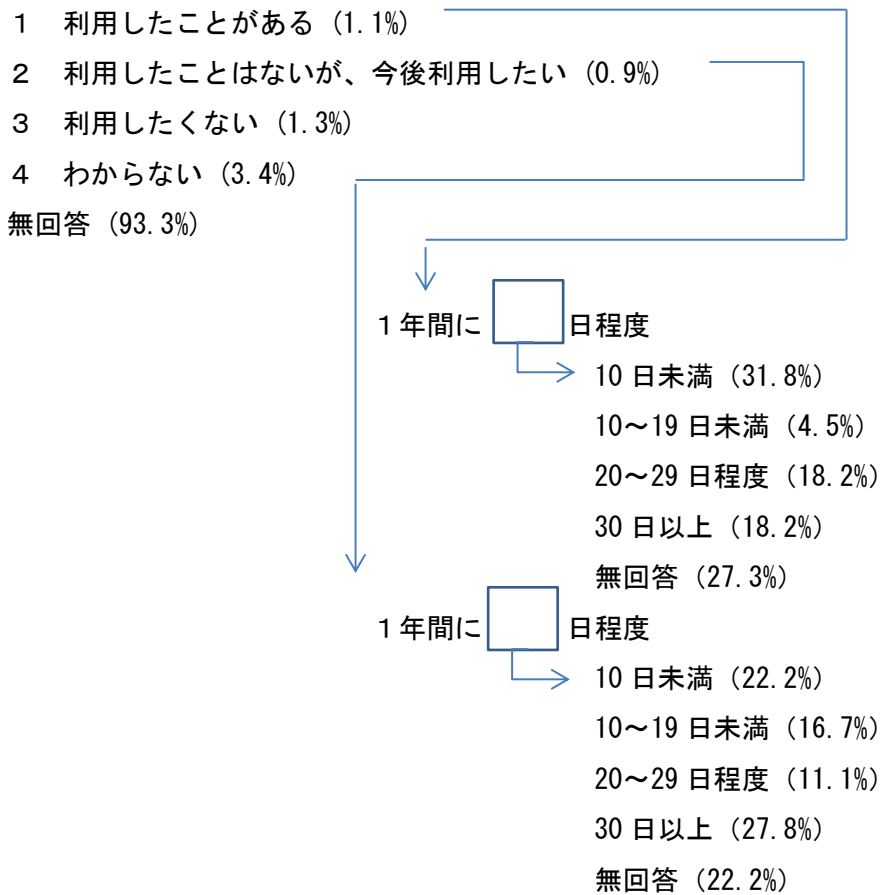 １　利用したことがある（1.1%）
２　利用したことはないが、今後利用したい（0.9%）
３　利用したくない（1.3%）
４　わからない（3.4%）
無回答（93.3%）
１年間に　日程度
10 日未満（31.8%）
10～19 日未満（4.5%）
20～29 日程度（18.2%）
30 日以上（18.2%）
無回答（27.3%）
１年間に　日程度
10 日未満（22.2%）
10～19 日未満（16.7%）
20～29 日程度（11.1%）
30 日以上（27.8%）
無回答（22.2%）